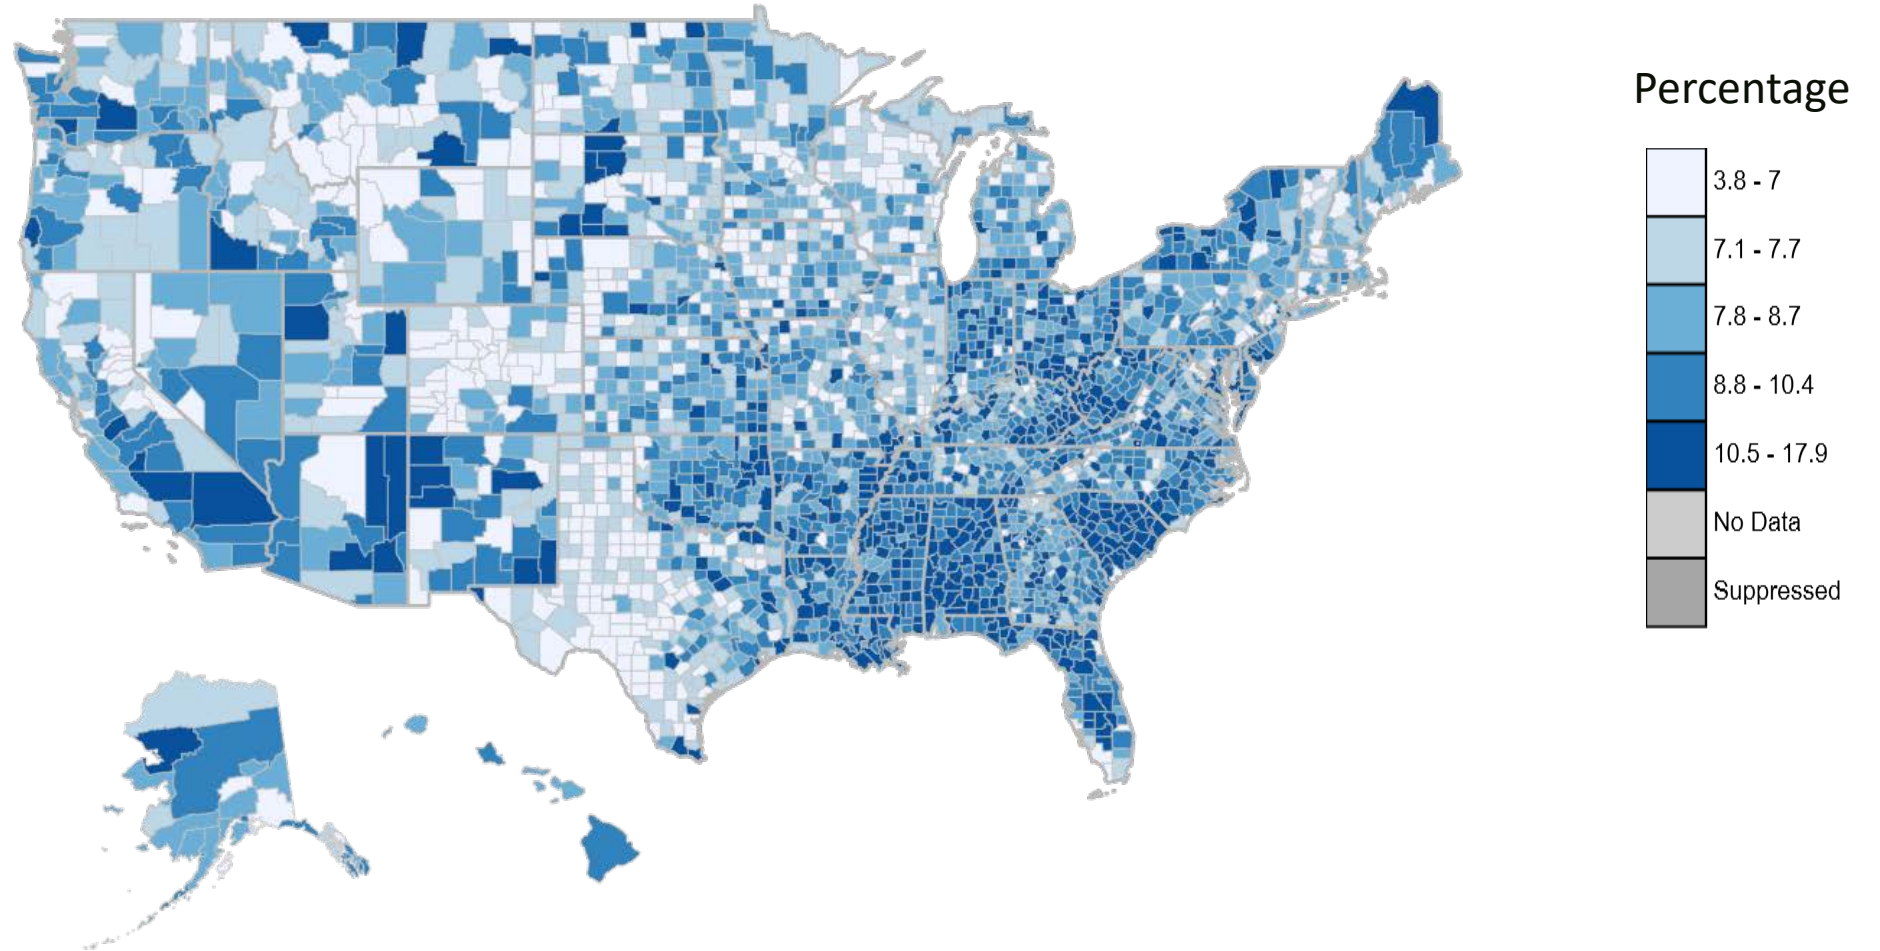 Percentage
3.8 - 7
7.1 - 7.7
7.8 - 8.7
8.8 - 10.4
10.5 - 17.9
No Data
Suppressed